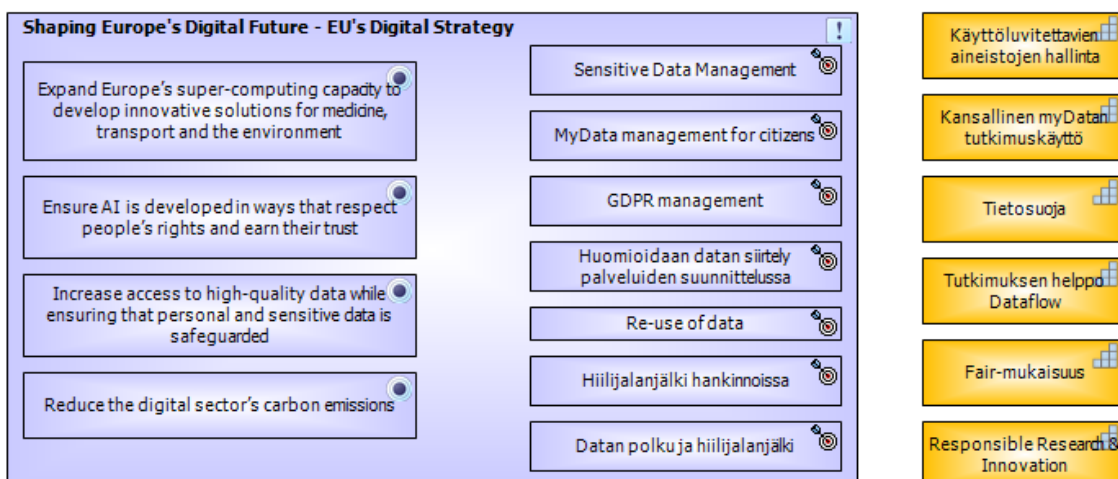 Shaping Europe's Digital Future - EU's Digital Strategy
Expand Europe's super-computing capacity to
develop innovative solutions for medicine,
transport and the environment
Ensure AI is developed in ways that respect
people's rights and earn their trust
Increase access to high-quality data while
ensuring that personal and sensitive data is
safeguarded
Reduce the digital sector's carbon emissions
Sensitive Data Management
MyData management for citizens
GDPR management
Huomioidaan datan siirtely
palveluiden suunnittelussa
Re-use of data
Hiilijalanjälki hankinnoissa
Datan polku ja hiilijalanjälki
Käyttöluvitettavien
aineistojen hallinta
Kansallinen myDatan
tutkimuskäyttö
Tietosuoja
Tutkimuksen helppo
Dataflow
Fair-mukaisuus
Responsible Research &
Innovation